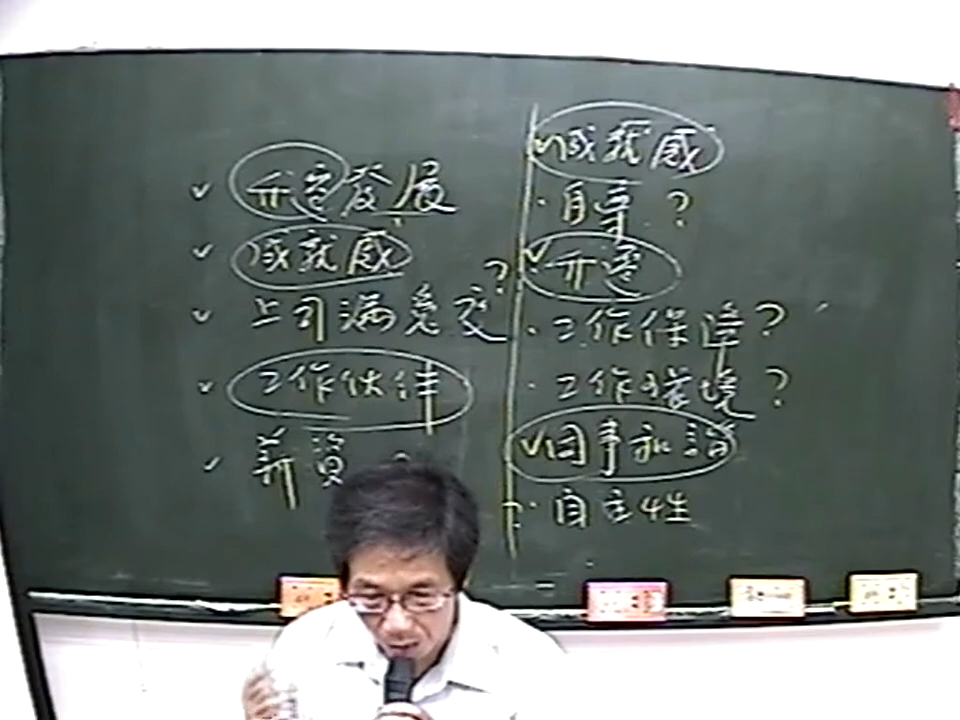 升遷發展
成就感
上司滿意度?
工作伙伴
薪資?
成就感
自尊?
升遷
工作保障?
工作環境?
同事和諧
自主性